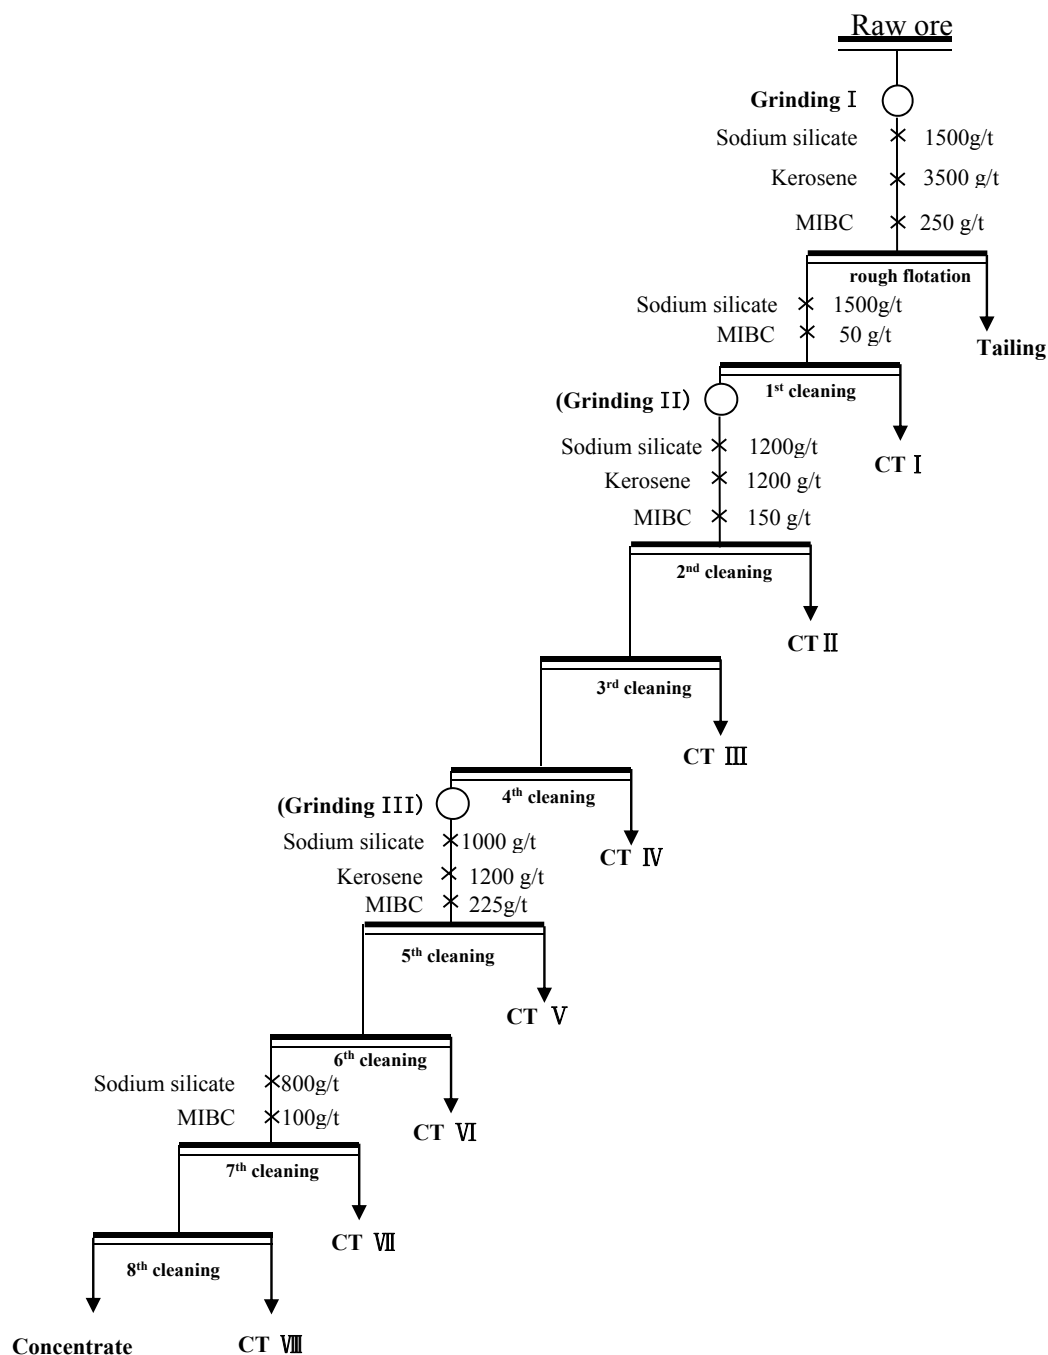 Raw ore
Grinding Ⅰ
Sodium silicate 1500g/t
Kerosene 3500 g/t
MIBC 250 g/t
rough flotation
Sodium silicate 1500g/t
MIBC 50 g/t
Tailing
1st cleaning
(Grinding II)
Sodium silicate 1200g/t
CT Ⅰ
Kerosene 1200 g/t
MIBC 150 g/t
2nd cleaning
CT Ⅱ
3rd cleaning
CT Ⅲ
4th cleaning
(Grinding III)
Sodium silicate 1000 g/t
CT Ⅳ
Kerosene 1200 g/t
MIBC 225g/t
5th cleaning
CT Ⅴ
6th cleaning
Sodium silicate 800g/t
MIBC 100g/t
CT Ⅵ
7th cleaning
CT Ⅶ
8th cleaning
Concentrate
CT Ⅷ